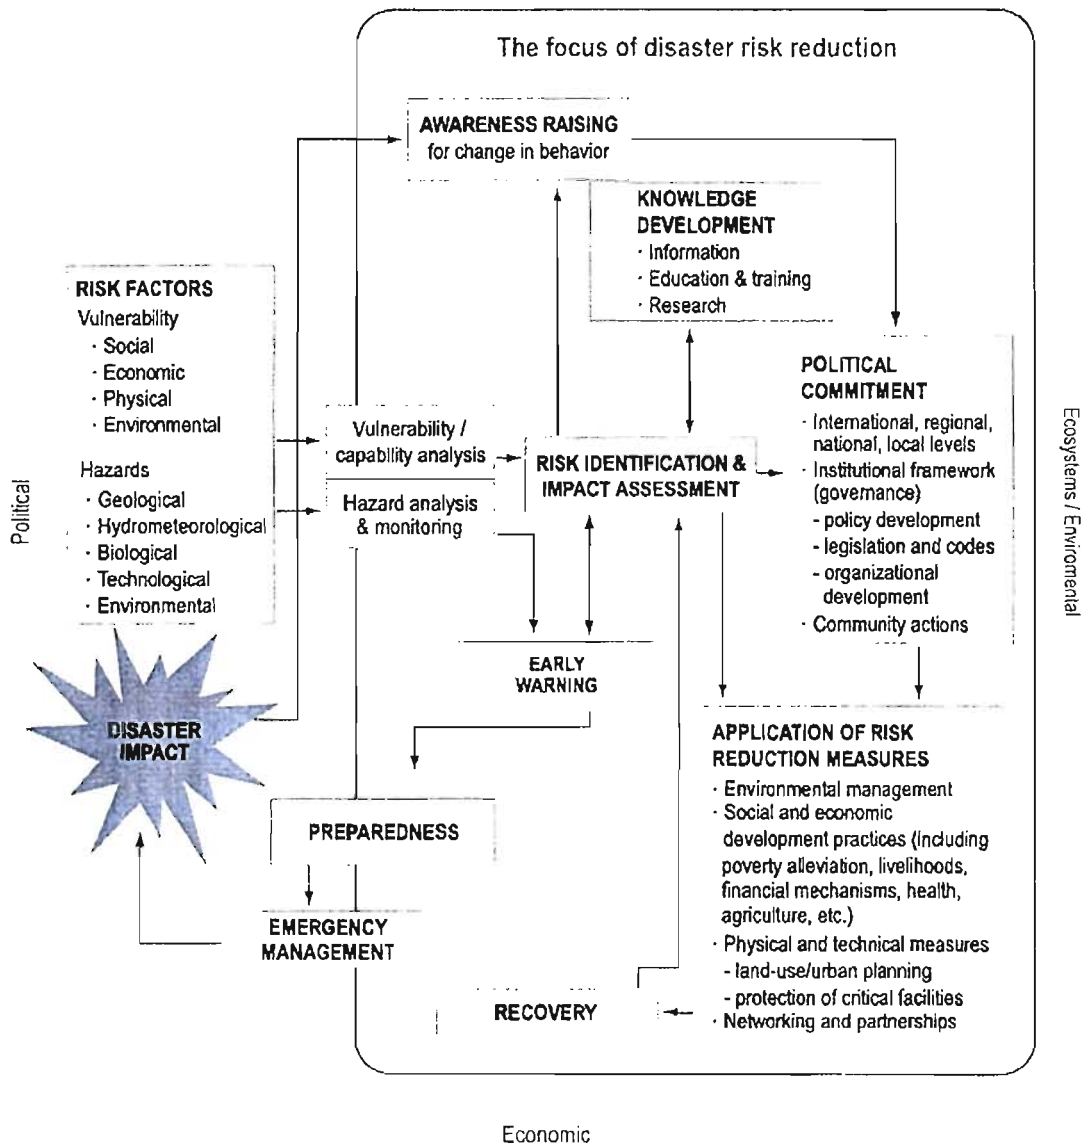 The focus of disaster risk reduction
AWARENESS RAISING
for change in behavior
KNOWLEDGE
DEVELOPMENT
· Information
· Education & training
· Research
RISK FACTORS
Vulnerability
· Social
· Economic
· Physical
· Environmental
Hazards
· Geological
· Hydrometeorological
· Biological
· Technological
· Environmental
Political
Vulnerability /
capability analysis
Hazard analysis
& monitoring
RISK IDENTIFICATION &
IMPACT ASSESSMENT
POLITICAL
COMMITMENT
· International, regional,
national, local levels
· Institutional framework
(governance)
- policy development
- legislation and codes
- organizational
development
· Community actions
Ecosystems / Enviromental
EARLY
WARNING
DISASTER
IMPACT
PREPAREDNESS
EMERGENCY
MANAGEMENT
APPLICATION OF RISK
REDUCTION MEASURES
· Environmental management
· Social and economic
development practices (including
poverty alleviation, livelihoods,
financial mechanisms, health,
agriculture, etc.)
· Physical and technical measures
- land-use/urban planning
- protection of critical facilities
· Networking and partnerships
RECOVERY
Economic